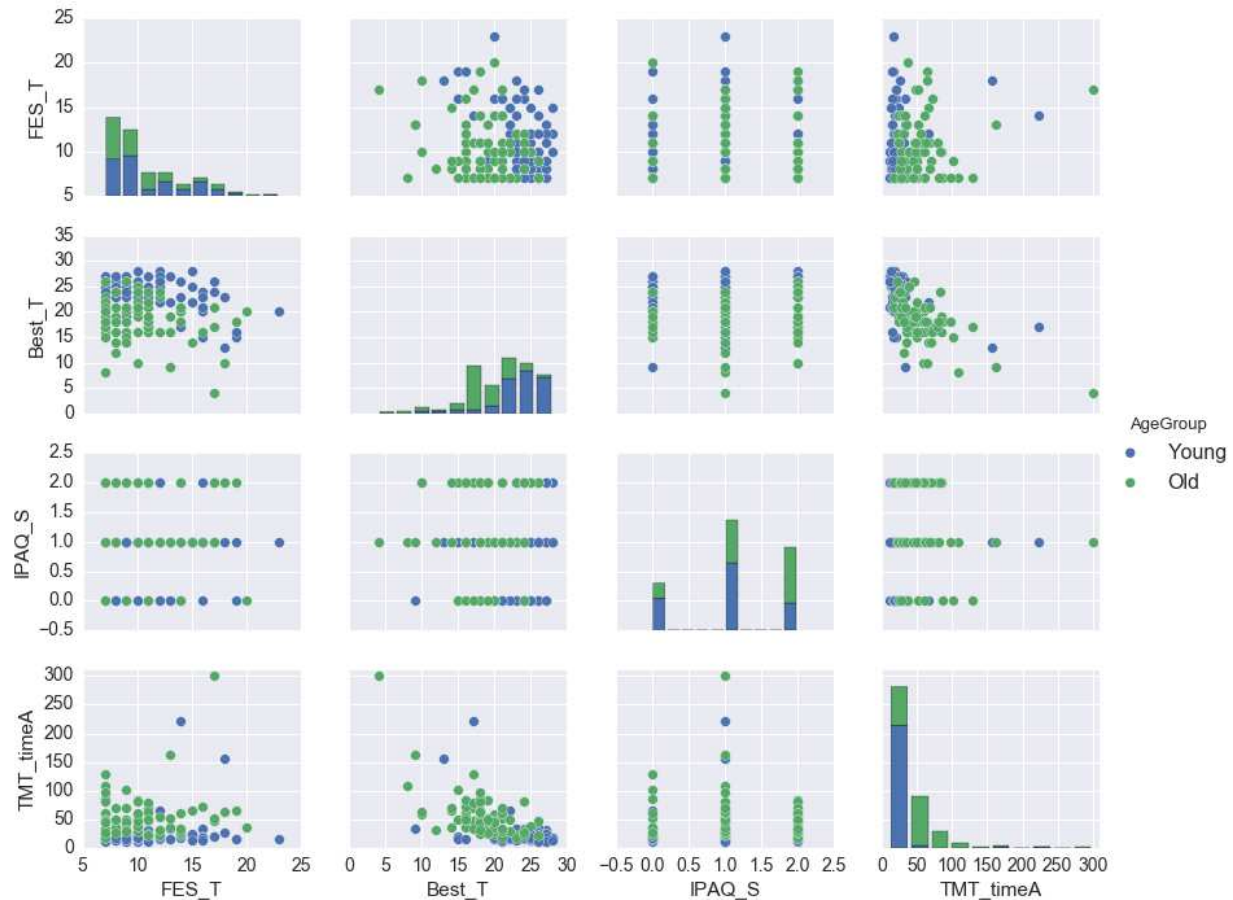 25
20
15
10
5
FES_T
35
30
25
20
15
10
5
0
Best_T
AgeGroup
Young
Old
2.5
2.0
1.5
1.0
0.5
0.0
−0.5
IPAQ_S
300
250
200
150
100
50
0
TMT_timeA
5 10 15 20 25
0 5 10 15 20 25 30
−0.5 0.0 0.5 1.0 1.5 2.0 2.5
0 50 100 150 200 250 300
FES_T Best_T IPAQ_S TMT_timeA